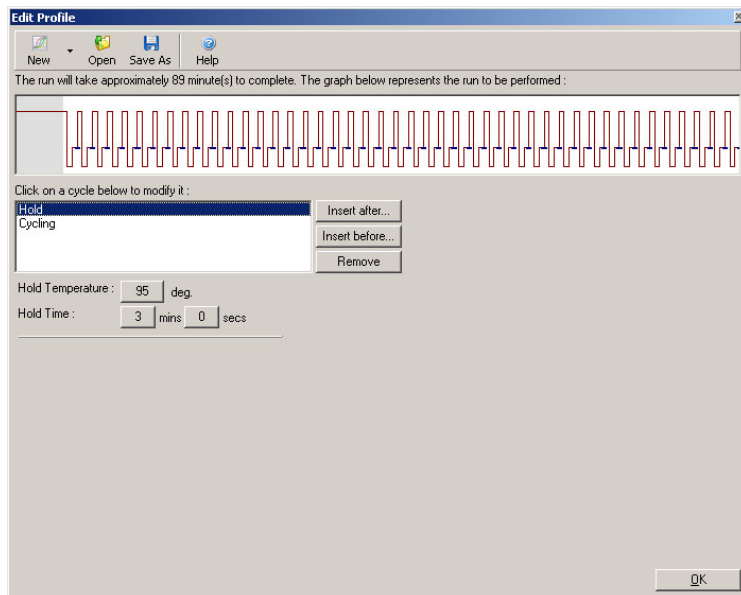 Edit Profile
New Open Save As Help
The run will take approximately 89 minute(s) to complete. The graph below represents the run to be performed :
Click on a cycle below to modify it :
Hold
Cycling
Insert after...
Insert before...
Remove
Hold Temperature : 95 deg.
Hold Time : 3 mins 0 secs
OK